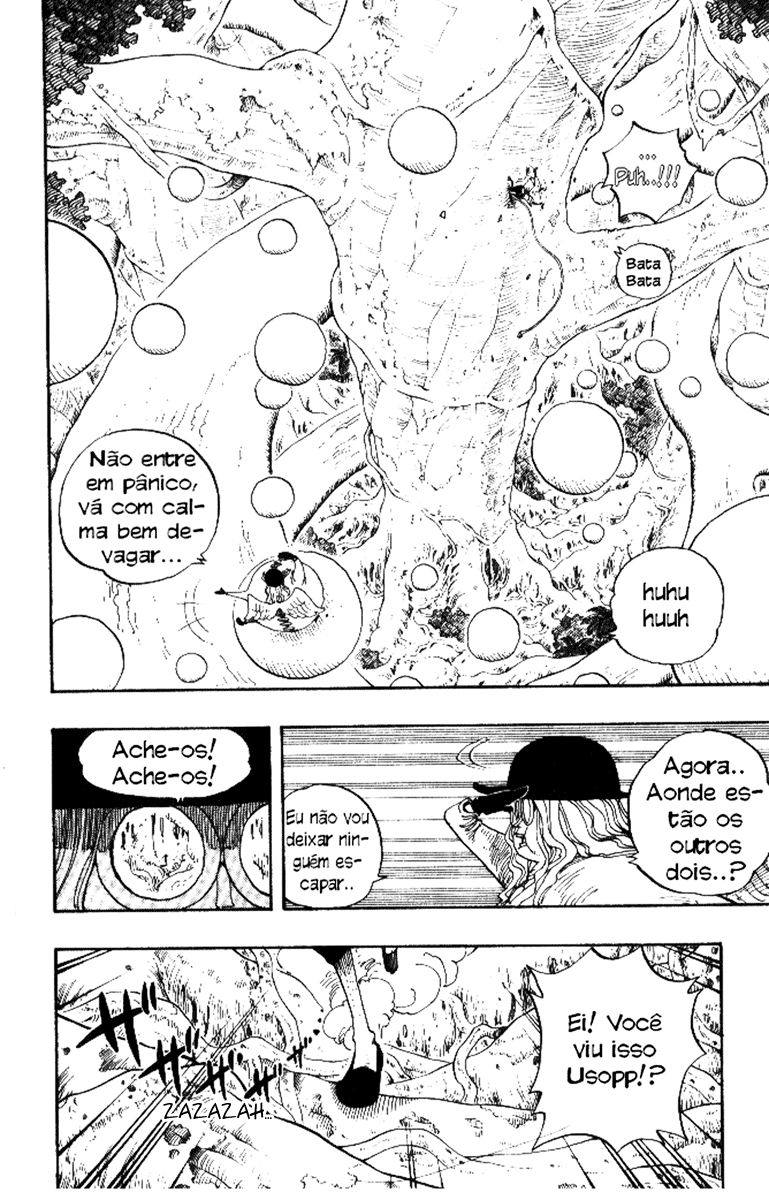 ...
Puh..!!!
Bata
Bata
Não entre
em pânico,
vá com cal-
ma bem de-
vagar...
huhu
huuh
Agora..
Aonde es-
tão os
outros
dois..?
Eu não vou
deixar nin-
guém es-
capar..
Ache-os!
Ache-os!
Ei! Você
viu isso
Usopp!?
ザザザザ..
ZAZAZAH...